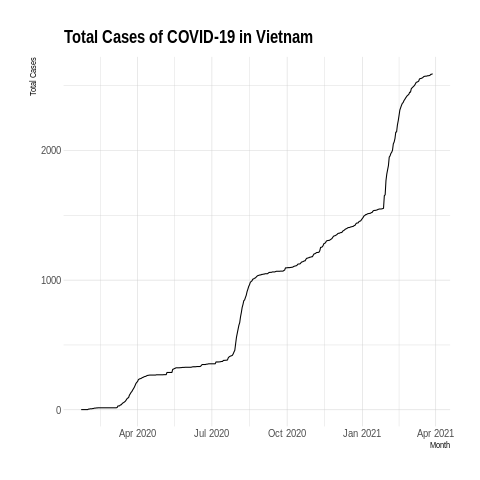 Total Cases of COVID-19 in Vietnam
Total Cases
2000
1000
0
Apr 2020 Jul 2020 Oct 2020 Jan 2021 Apr 2021
Month